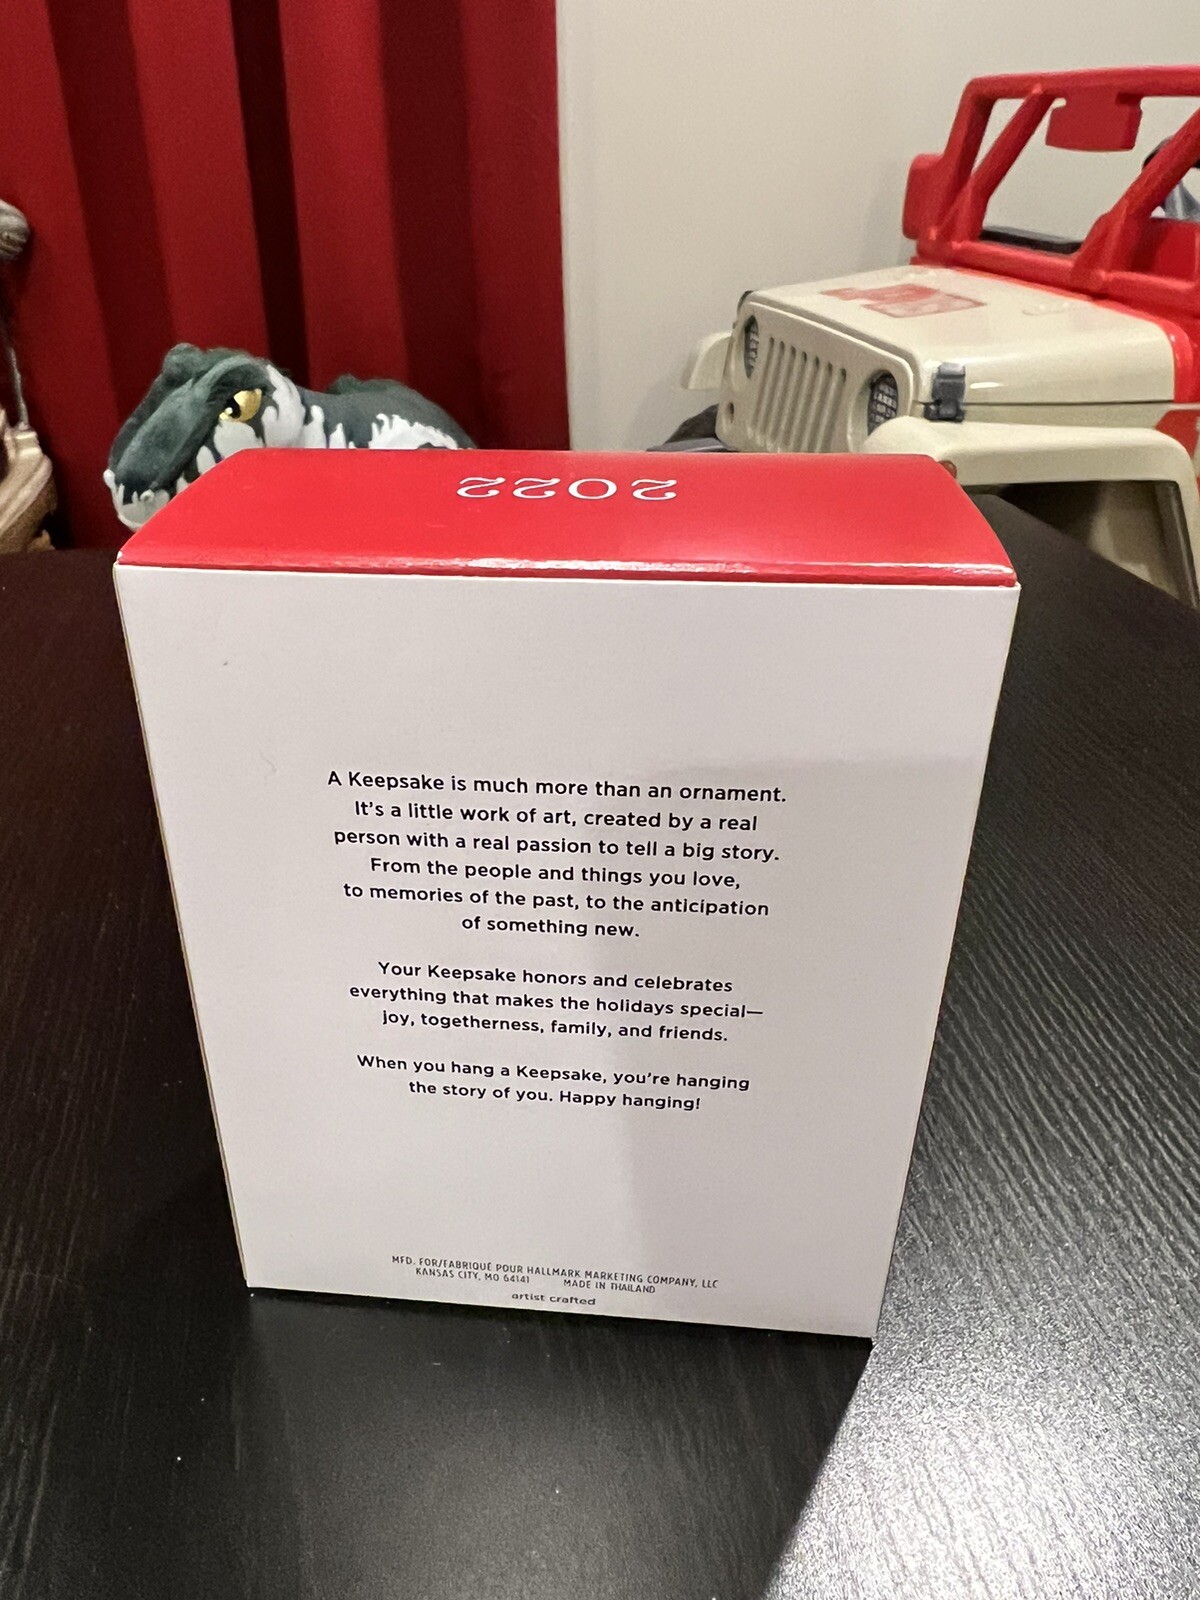 2022
A Keepsake is much more than an ornament.
It's a little work of art, created by a real
person with a real passion to tell a big story.
From the people and things you love,
to memories of the past, to the anticipation
of something new.
Your Keepsake honors and celebrates
everything that makes the holidays special—
joy, togetherness, family, and friends.
When you hang a Keepsake, you're hanging
the story of you. Happy hanging!
MFD. FOR/FABRIQUÉ POUR HALLMARK MARKETING COMPANY, LLC
KANSAS CITY, MO 64141 MADE IN THAILAND
artist crafted